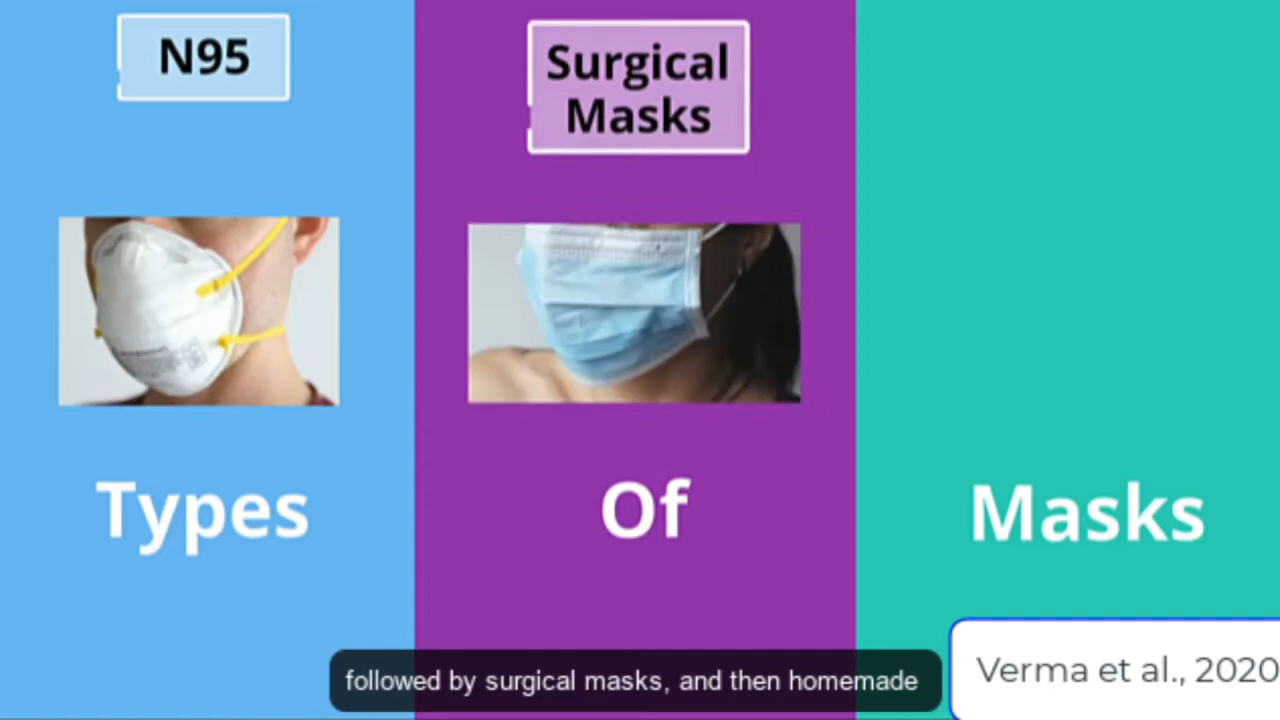 N95
Surgical
Masks
Types
Of
Masks
followed by surgical masks, and then homemade
Verma et al., 2020